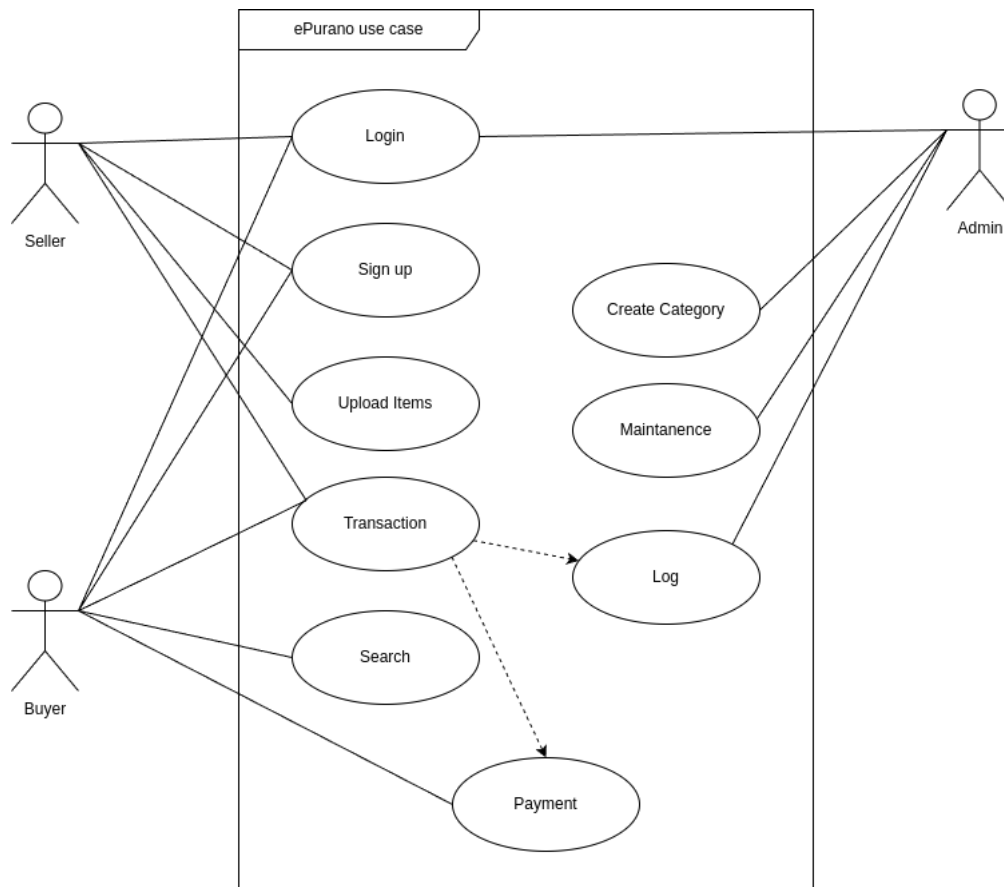 ePurano use case
Login
Seller
Admin
Sign up
Create Category
Upload Items
Maintanence
Transaction
Log
Search
Buyer
Payment